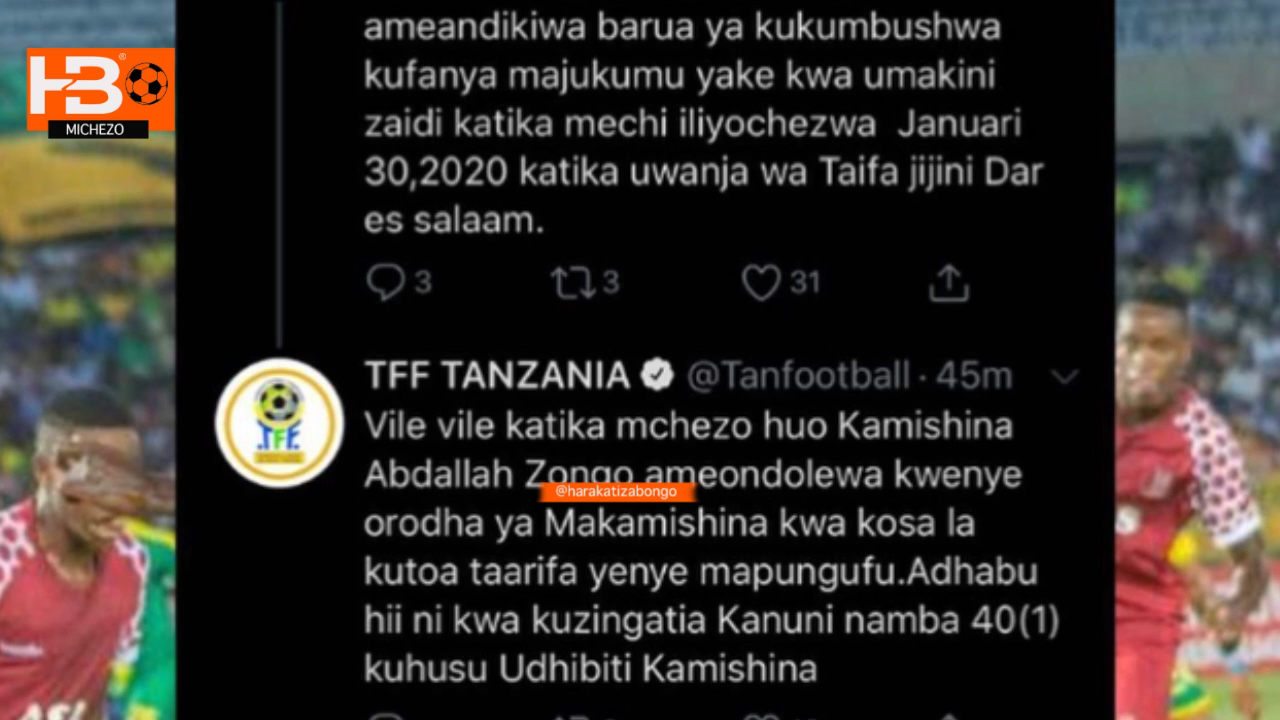 HB
MICHEZO
ameandikiwa barua ya kukumbushwa
kufanya majukumu yake kwa umakini
zaidi katika mechi iliyochezwa Januari
30,2020 katika uwanja wa Taifa jijini Dar
es salaam.
3 3 31
TFF TANZANIA @Tanfootball · 45m
TFF
Vile vile katika mchezo huo Kamishina
Abdallah Zongo ameondolewa kwenye
@harakatizabongo
orodha ya Makamishina kwa kosa la
kutoa taarifa yenye mapungufu.Adhabu
hii ni kwa kuzingatia Kanuni namba 40(1)
kuhusu Udhibiti Kamishina